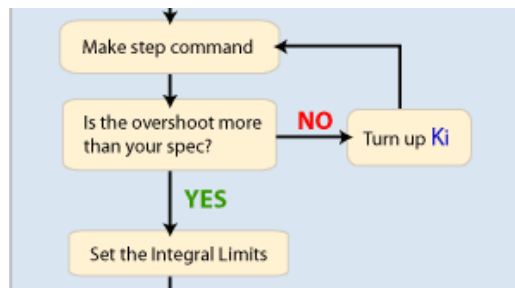 Make step command
Is the overshoot more
than your spec?
NO
Turn up Ki
YES
Set the Integral Limits